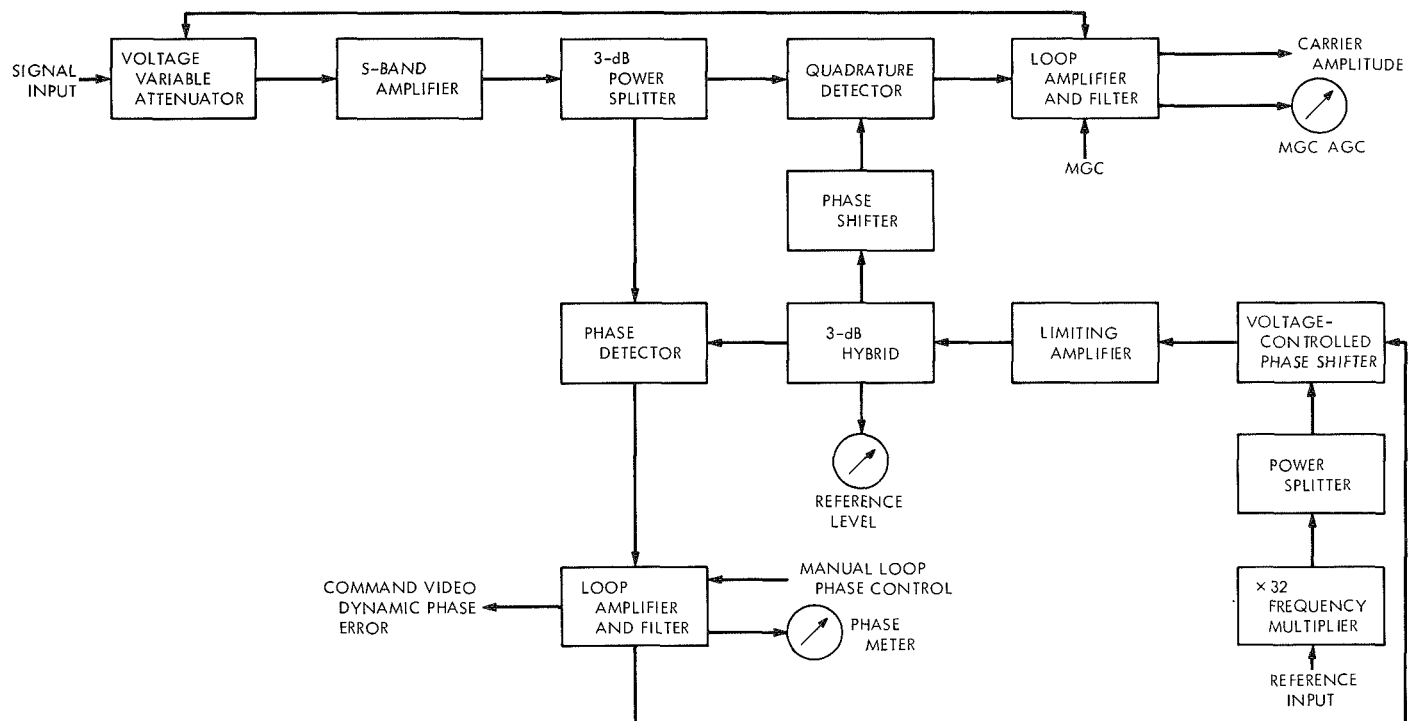 SIGNAL
INPUT
VOLTAGE
VARIABLE
ATTENUATOR
S-BAND
AMPLIFIER
3-dB
POWER
SPLITTER
QUADRATURE
DETECTOR
LOOP
AMPLIFIER
AND FILTER
CARRIER
AMPLITUDE
MGC AGC
MGC
PHASE
SHIFTER
PHASE
DETECTOR
3-dB
HYBRID
LIMITING
AMPLIFIER
VOLTAGE-
CONTROLLED
PHASE SHIFTER
REFERENCE
LEVEL
POWER
SPLITTER
COMMAND VIDEO
DYNAMIC PHASE
ERROR
LOOP
AMPLIFIER
AND FILTER
MANUAL LOOP
PHASE CONTROL
PHASE
METER
× 32
FREQUENCY
MULTIPLIER
REFERENCE
INPUT